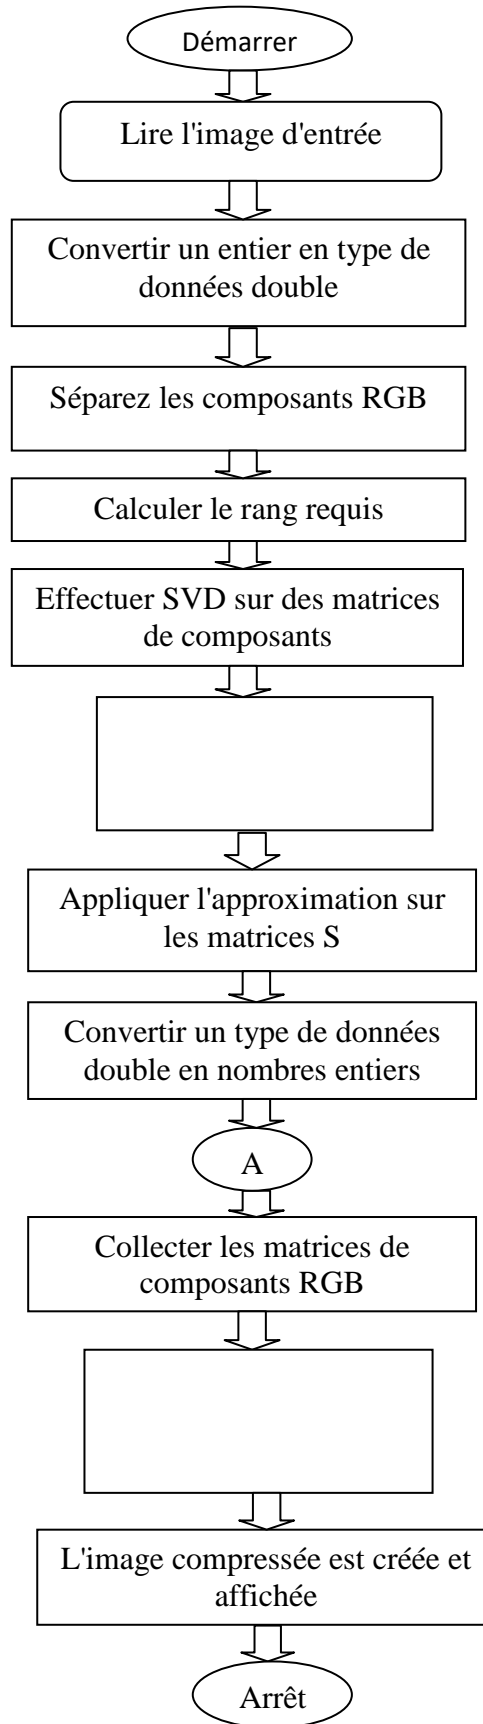 Démarrer
Lire l'image d'entrée
Convertir un entier en type de
données double
Séparez les composants RGB
Calculer le rang requis
Effectuer SVD sur des matrices
de composants
Appliquer l'approximation sur
les matrices S
Convertir un type de données
double en nombres entiers
A
Collecter les matrices de
composants RGB
L'image compressée est créée et
affichée
Arrêt